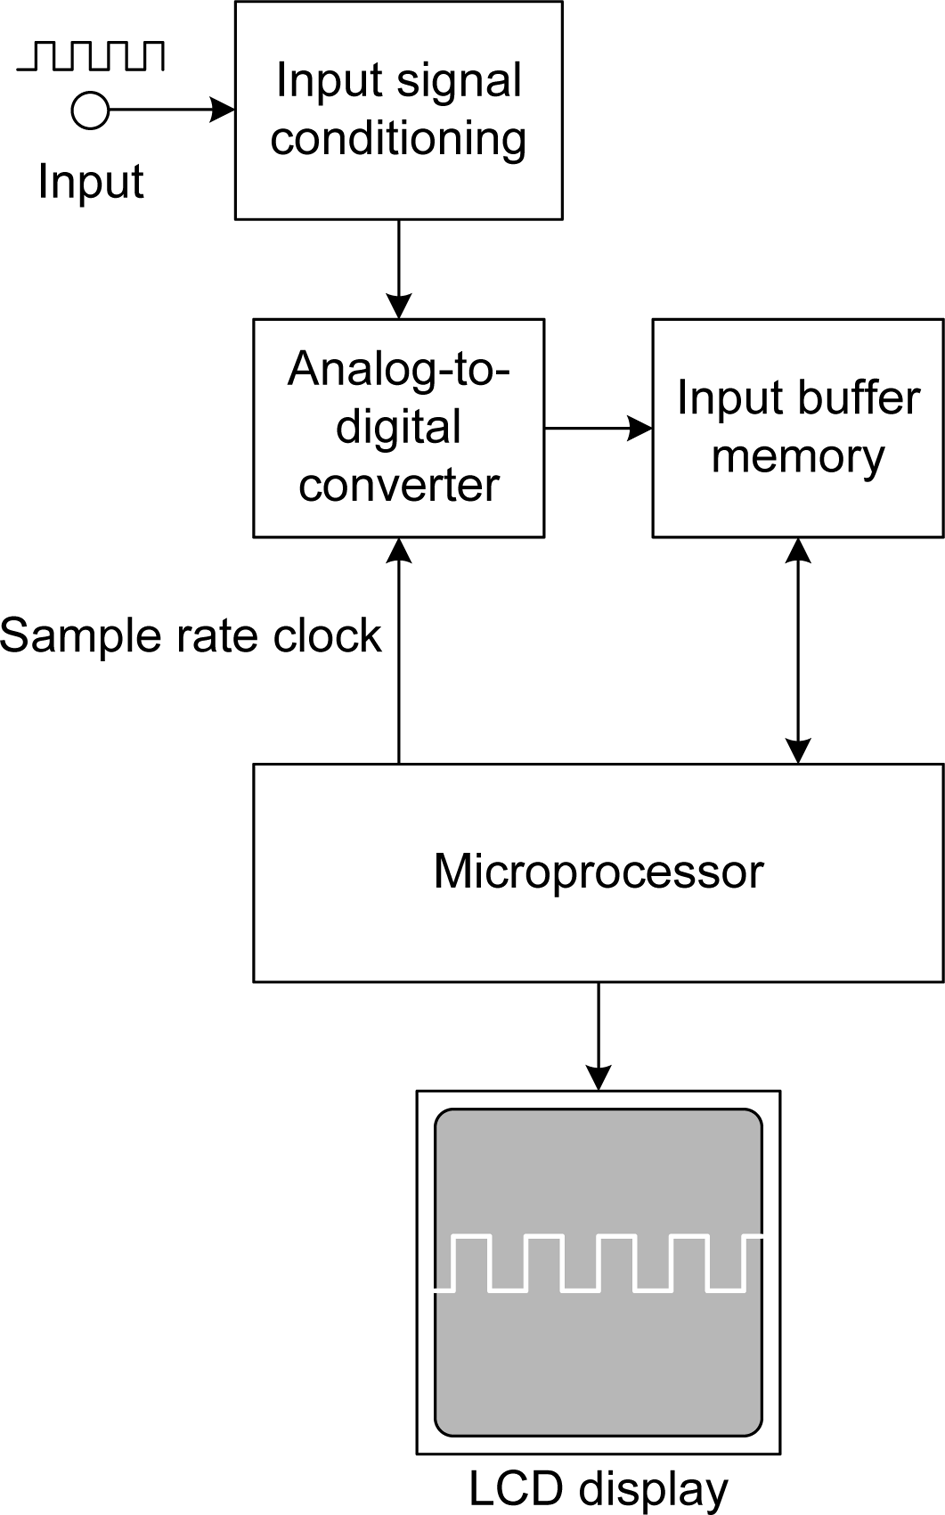 Input signal
conditioning
Input
Analog-to-
digital
converter
Input buffer
memory
Sample rate clock
Microprocessor
LCD display